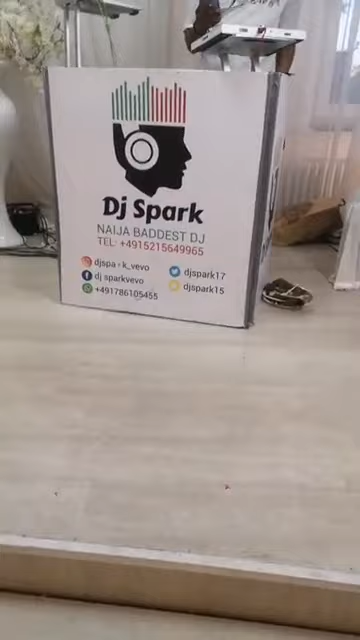 Dj Spark
NAIJA BADDEST DJ
TEL: +4915215649965
djspa - k_vevo
dj sparkvevo
+491786105455
djspark17
djspark15